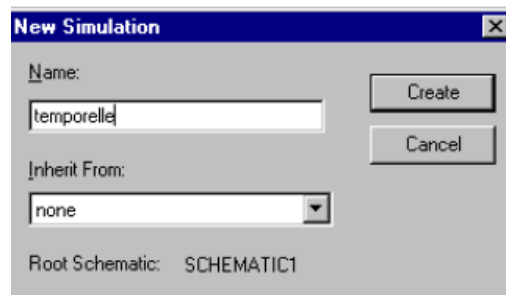 New Simulation
Name:
temporelle
Create
Cancel
Inherit From:
none
Root Schematic: SCHEMATIC1